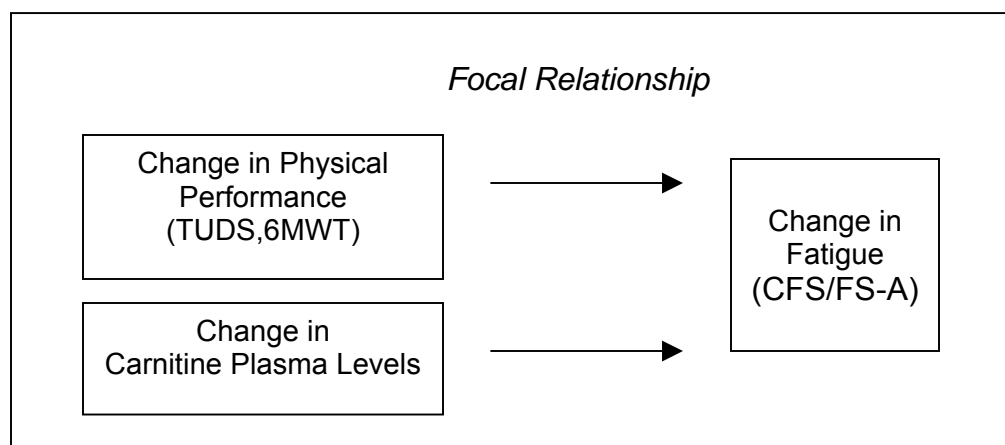 Focal Relationship
Change in Physical
Performance
(TUDS,6MWT)
Change in
Carnitine Plasma Levels
Change in
Fatigue
(CFS/FS-A)